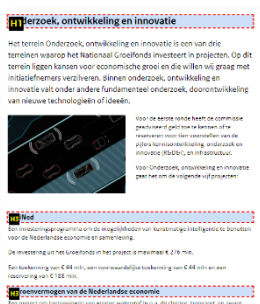 H1 derzoek, ontwikkeling en innovatie
Het terrein Onderzoek, ontwikkeling en innovatie is een van drie
terreinen waarop het Nationaal Groeifonds investeert in projecten. Op dit
terrein liggen kansen voor economische groei en die willen wij graag met
initiatiefnemers verzilveren. Binnen onderzoek, ontwikkeling en
innovatie valt onder andere fundamenteel onderzoek, doorontwikkeling
van nieuwe technologieën of ideeën.
Voor de eerste ronde heeft de commissie
geadviseerd geld toe te kennen of te
reserveren voor tien voorstellen van de
pijlers kennisontwikkeling, onderzoek en
innovatie (R&D&I), en infrastructuur.
Voor Onderzoek, ontwikkeling en innovatie
gaat het om de volgende vijf projecten:
H3 Ned
Een investeringsprogramma om de mogelijkheden van kunstmatige intelligentie te benutten
voor de Nederlandse economie en samenleving.
De investering uit het Groeifonds in het project is maximaal € 276 mln.
Een toekenning van € 44 mln, een voorwaardelijke toekenning van € 44 mln en een
reservering van € 188 mln.
H3 roenvermogen van de Nederlandse economie